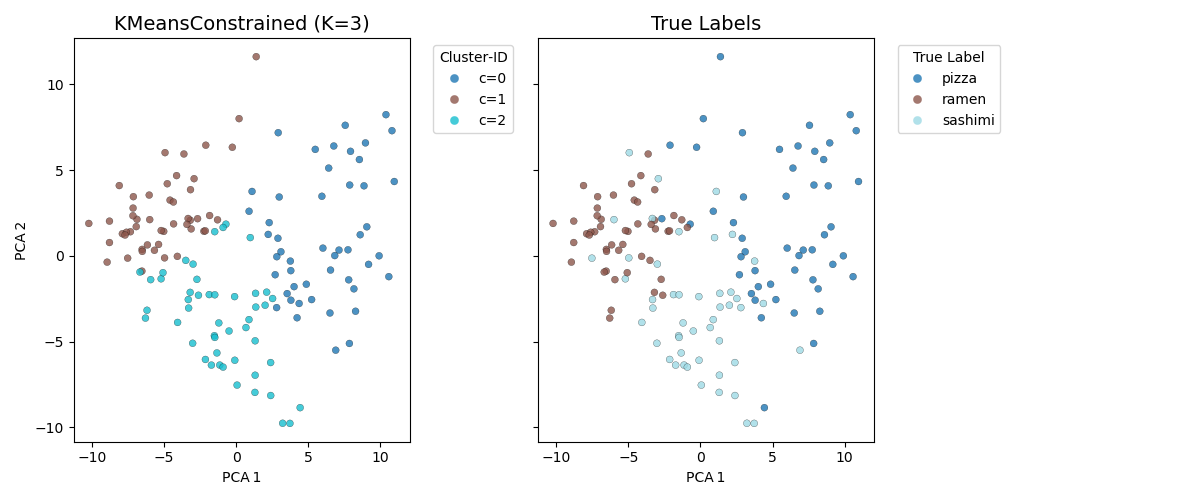 KMeansConstrained (K=3)
True Labels
Cluster-ID
c=0
c=1
c=2
True Label
pizza
ramen
sashimi
10
5
0
−5
−10
PCA 2
−10 −5 0 5 10
−10 −5 0 5 10
PCA 1
PCA 1